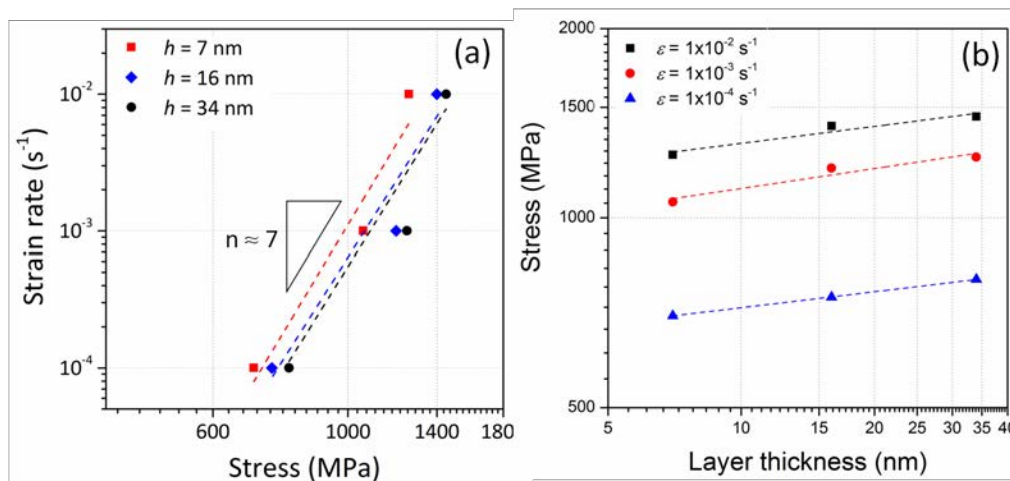 (a)
h = 7 nm
h = 16 nm
h = 34 nm
n ≈ 7
10⁻²
10⁻³
10⁻⁴
Strain rate (s⁻¹)
600
1000
1400
180
Stress (MPa)
(b)
ε = 1x10⁻² s⁻¹
ε = 1x10⁻³ s⁻¹
ε = 1x10⁻⁴ s⁻¹
2000
1500
1000
500
Stress (MPa)
5
10
15
20
25
30
35
40
Layer thickness (nm)